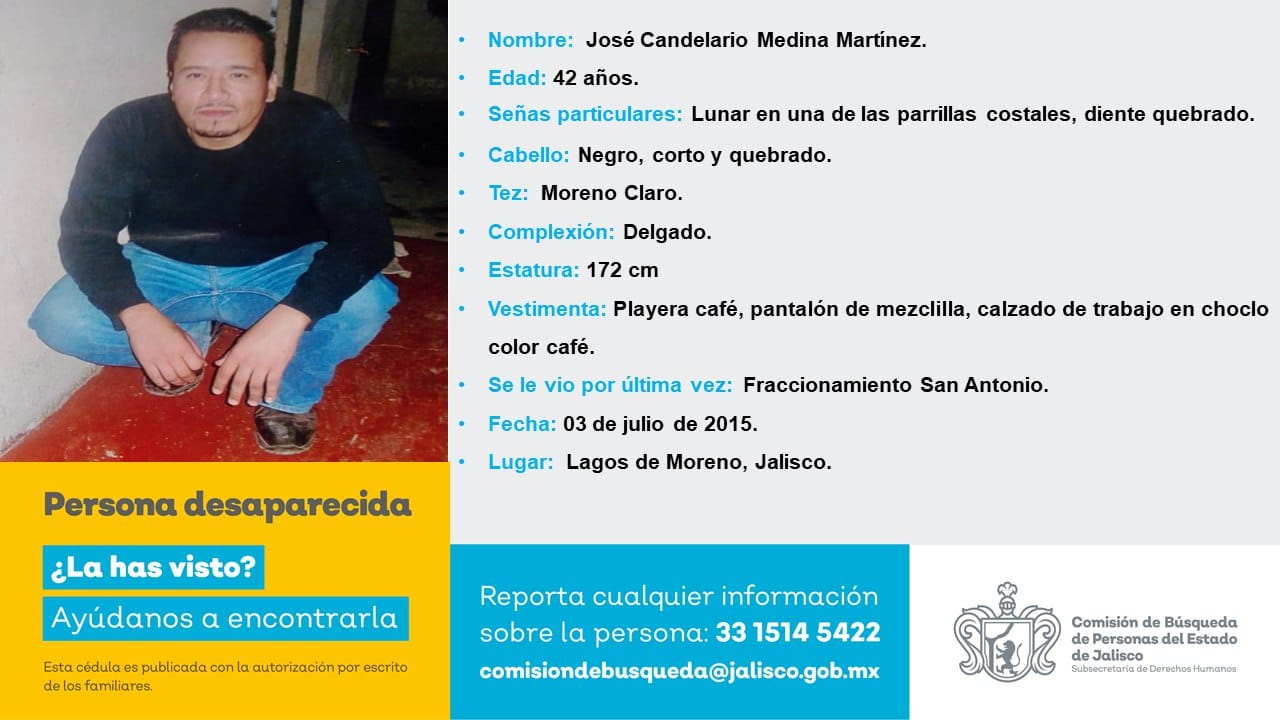 Nombre: José Candelario Medina Martínez.
Edad: 42 años.
Señas particulares: Lunar en una de las parrillas costales, diente quebrado.
Cabello: Negro, corto y quebrado.
Tez: Moreno Claro.
Complexión: Delgado.
Estatura: 172 cm
Vestimenta: Playera café, pantalón de mezclilla, calzado de trabajo en choclo
color café.
Se le vio por última vez: Fraccionamiento San Antonio.
Fecha: 03 de julio de 2015.
Lugar: Lagos de Moreno, Jalisco.
Persona desaparecida
¿La has visto?
Ayúdanos a encontrarla
Esta cédula es publicada con la autorización por escrito
de los familiares.
Reporta cualquier información
sobre la persona: 33 1514 5422
comisiondebusqueda@jalisco.gob.mx
Comisión de Búsqueda
de Personas del Estado
de Jalisco
Subsecretaría de Derechos Humanos